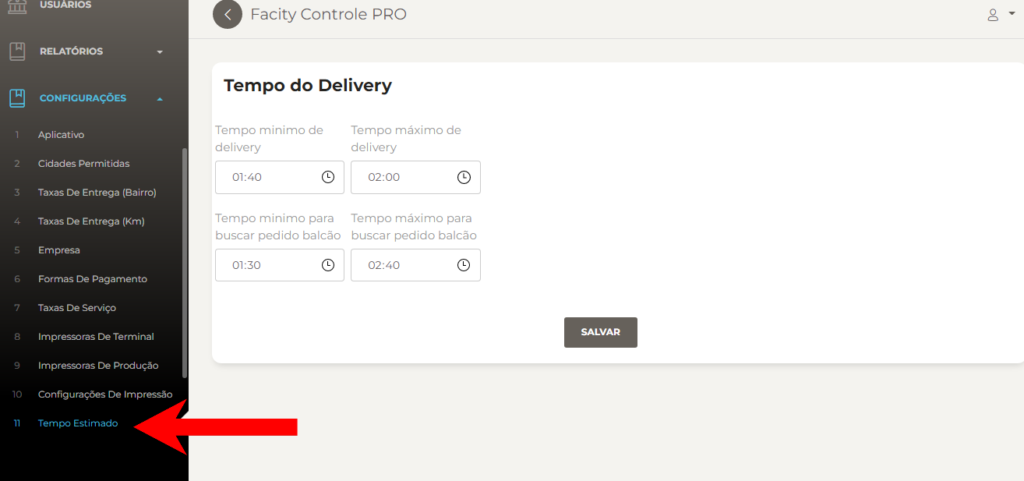 USUÁRIOS
RELATÓRIOS
CONFIGURAÇÕES
1 Aplicativo
2 Cidades Permitidas
3 Taxas De Entrega (Bairro)
4 Taxas De Entrega (Km)
5 Empresa
6 Formas De Pagamento
7 Taxas De Serviço
8 Impressoras De Terminal
9 Impressoras De Produção
10 Configurações De Impressão
11 Tempo Estimado
Facity Controle PRO
Tempo do Delivery
Tempo minimo de
delivery
01:40
Tempo máximo de
delivery
02:00
Tempo minimo para
buscar pedido balcão
01:30
Tempo máximo para
buscar pedido balcão
02:40
SALVAR